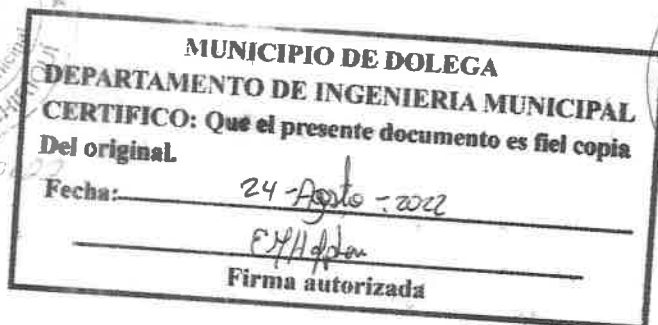 MUNICIPIO DE DOLEGA
DEPARTAMENTO DE INGENIERIA MUNICIPAL
CERTIFICO: Que el presente documento es fiel copia
Del original.
Fecha: 24-Agosto-2022
Firma autorizada